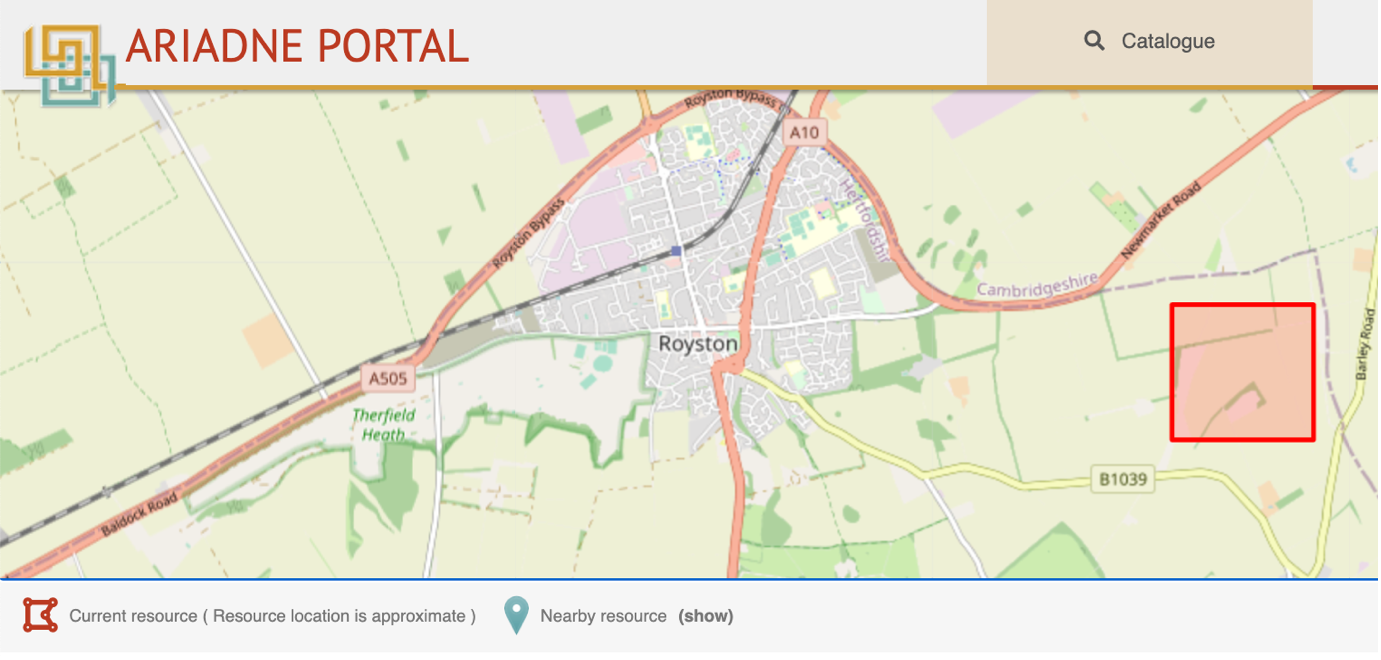 ARIADNE PORTAL
Catalogue
Royston Bypass
A10
Hertfordshir
Newmarket Road
Royston Bypass
Cambridgeshire
Royston
A505
Barley Road
Therfield
Heath
B1039
Baldock Road
Current resource ( Resource location is approximate )
Nearby resource (show)